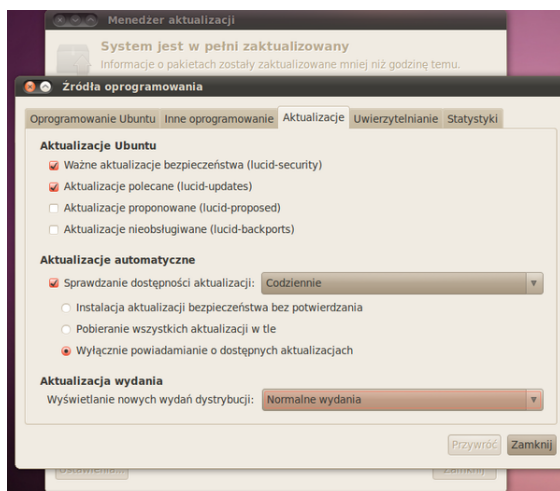 Menedżer aktualizacji
System jest w pełni zaktualizowany
Informacje o pakietach zostały zaktualizowane mniej niż godzinę temu.
Źródła oprogramowania
Oprogramowanie Ubuntu Inne oprogramowanie Aktualizacje Uwierzytelnianie Statystyki
Aktualizacje Ubuntu
Ważne aktualizacje bezpieczeństwa (lucid-security)
Aktualizacje polecane (lucid-updates)
Aktualizacje proponowane (lucid-proposed)
Aktualizacje nieobsługiwane (lucid-backports)
Aktualizacje automatyczne
Sprawdzanie dostępności aktualizacji: Codziennie
Instalacja aktualizacji bezpieczeństwa bez potwierdzania
Pobieranie wszystkich aktualizacji w tle
Wyłącznie powiadamianie o dostępnych aktualizacjach
Aktualizacja wydania
Wyświetlanie nowych wydań dystrybucji: Normalne wydania
Przywróć Zamknij
Ustawienia... Zamknij